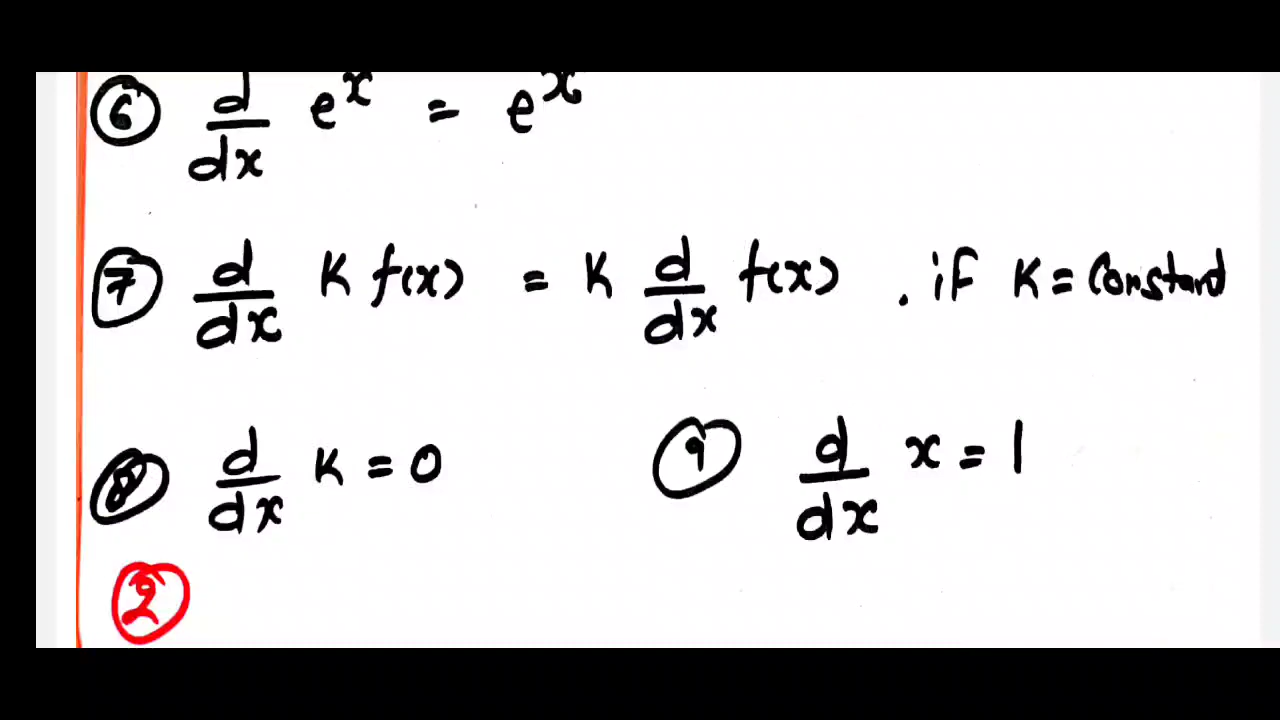 ⑥ d/dx e^x = e^x
⑦ d/dx K f(x) = K d/dx f(x) . if K = Constant
⑧ d/dx K = 0 ⑨ d/dx x = 1
②